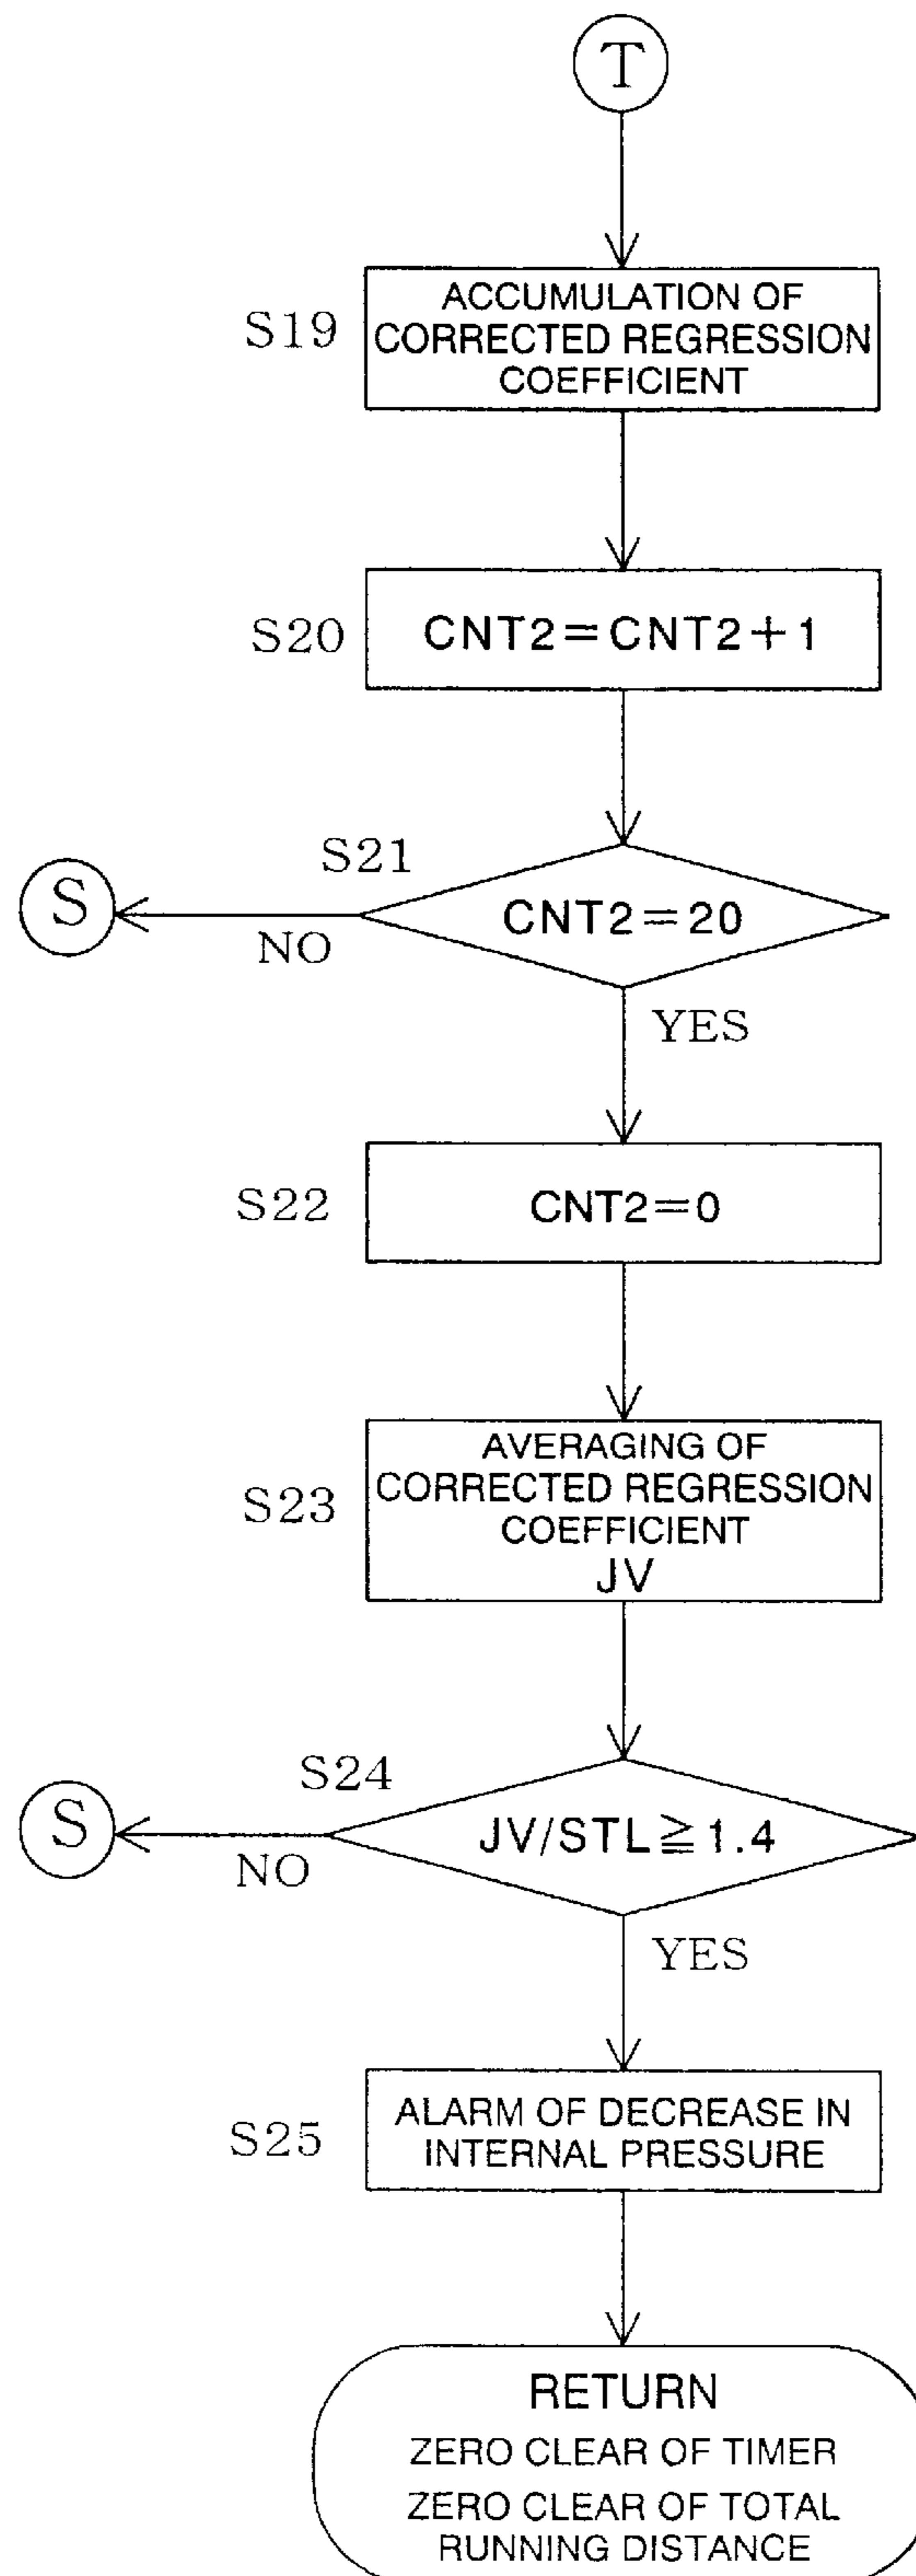 T
S19
ACCUMULATION OF
CORRECTED REGRESSION
COEFFICIENT
S20
CNT2=CNT2+1
S21
S
NO
CNT2=20
YES
S22
CNT2=0
S23
AVERAGING OF
CORRECTED REGRESSION
COEFFICIENT
JV
S24
S
NO
JV/STL≧1.4
YES
S25
ALARM OF DECREASE IN
INTERNAL PRESSURE
RETURN
ZERO CLEAR OF TIMER
ZERO CLEAR OF TOTAL
RUNNING DISTANCE